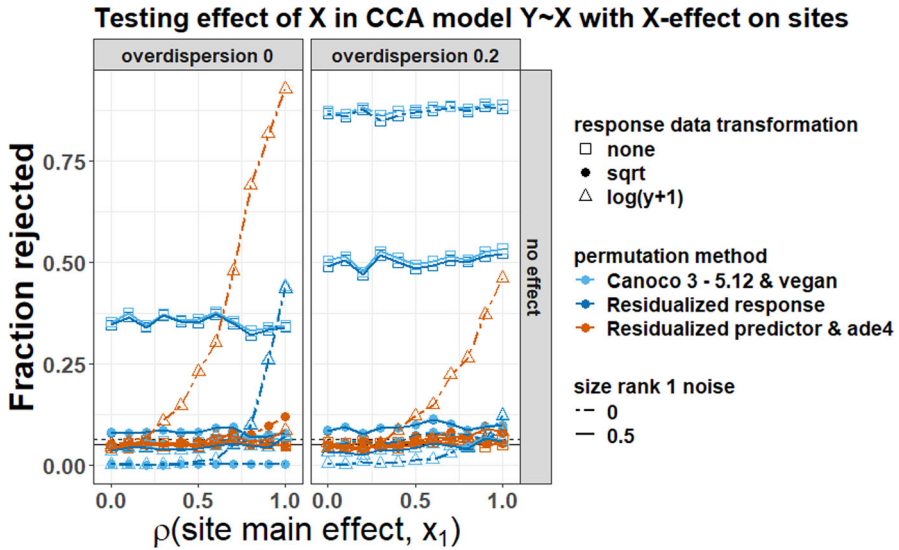 Testing effect of X in CCA model Y~X with X-effect on sites
overdispersion 0
overdispersion 0.2
no effect
Fraction rejected
0.75
0.50
0.25
0.00
0.0 0.5 1.0
0.0 0.5 1.0
ρ(site main effect, x₁)
response data transformation
none
sqrt
log(y+1)
permutation method
Canoco 3 - 5.12 & vegan
Residualized response
Residualized predictor & ade4
size rank 1 noise
0
0.5